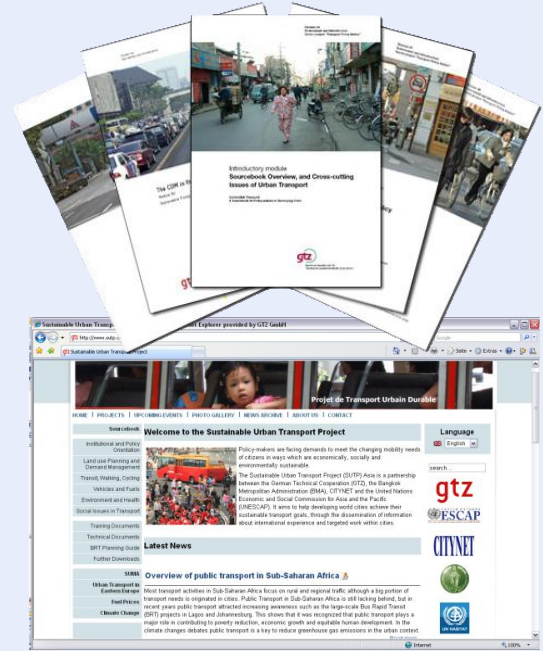 The CDM in
Introductory module
Sourcebook Overview, and Cross-cutting
Issues of Urban Transport
gtz
Sustainable Urban Transp
Explorer provided by GTZ GmbH
Projet de Transport Urbain Durable
HOME | PROJECTS | UPCOMING EVENTS | PHOTO GALLERY | NEWS ARCHIVE | ABOUT US | CONTACT
Sourcebook
Institutional and Policy
Orientation
Land use Planning and
Demand Management
Transit, Walking, Cycling
Vehicles and Fuels
Environment and Health
Social Issues in Transport
Training Documents
Technical Documents
BRT Planning Guide
Further Downloads
SUMA
Urban Transport in
Eastern Europe
Fuel Prices
Climate Change
Welcome to the Sustainable Urban Transport Project
Policy-makers are facing demands to meet the changing mobility needs
of citizens in ways which are economically, socially and
environmentally sustainable.
The Sustainable Urban Transport Project (SUTP) Asia is a partnership
between the German Technical Cooperation (GTZ), the Bangkok
Metropolitan Administration (BMA), CITYNET and the United Nations
Economic and Social Commission for Asia and the Pacific
(UNESCAP). It aims to help developing world cities achieve their
sustainable transport goals, through the dissemination of information
about international experience and targeted work within cities.
Latest News
Overview of public transport in Sub-Saharan Africa
Most transport activities in Sub-Saharan Africa focus on rural and regional traffic although a big portion of
transport needs is originated in cities. Public Transport in Sub-Saharan Africa is still lacking behind, but in
recent years public transport attracted increasing awareness such as the large-scale Bus Rapid Transit
(BRT) projects in Lagos and Johannesburg. This shows that it was recognized that public transport plays a
major role in contributing to poverty reduction, economic growth and equitable human development. In the
climate changes debates public transport is a key to reduce greenhouse gas emissions in the urban context.
Language
English
search...
gtz
ESCAP
CITYNET
UN HABITAT
Internet
100%